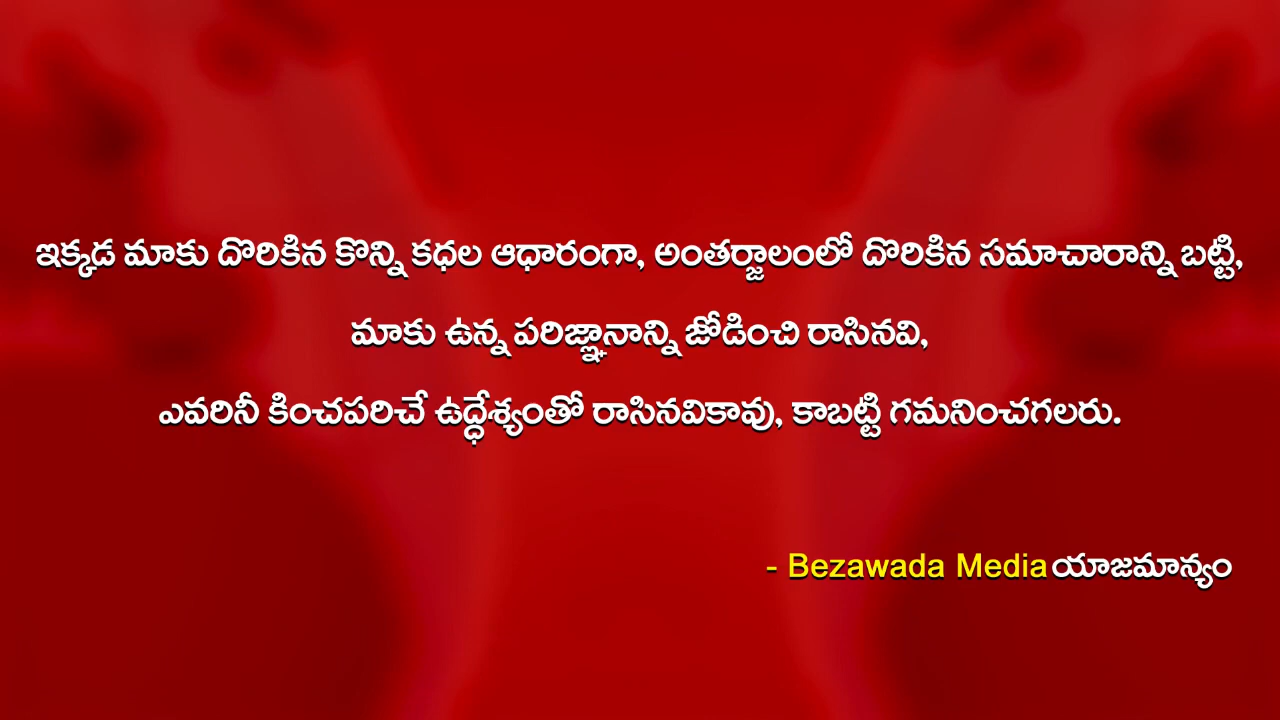 ఇక్కడ మాకు దొరికిన కొన్ని కధల ఆధారంగా, అంతర్జాలంలో దొరికిన సమాచారాన్ని బట్టి,
మాకు ఉన్న పరిజ్ఞానాన్ని జోడించి రాసినవి,
ఎవరినీ కించపరిచే ఉద్ధేశ్యంతో రాసినవికావు, కాబట్టి గమనించగలరు.
- Bezawada Media యాజమాన్యం